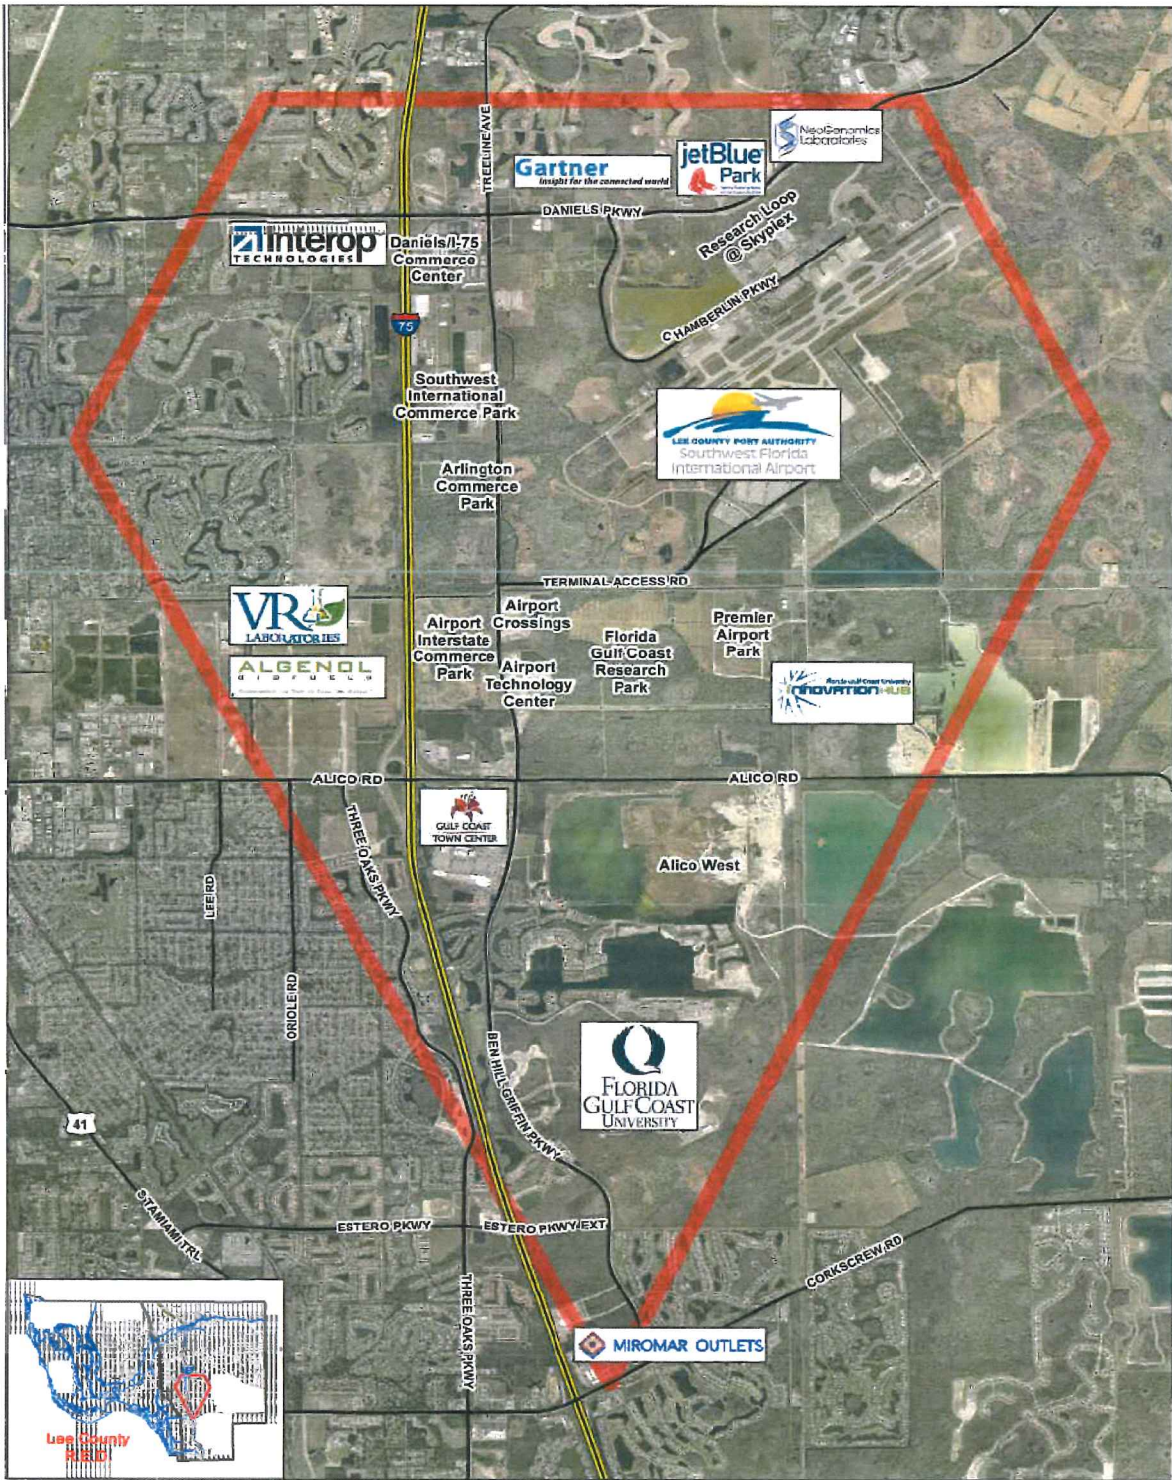 TREELINE AVE
NeoGenomics
Laboratories
jetBlue
Park
Gartner
Insight for the connected world
DANIELS PKWY
Research Loop
@ Skyplex
Interop
TECHNOLOGIES
Daniels/I-75
Commerce
Center
CHAMBERLIN PKWY
75
Southwest
International
Commerce Park
LEE COUNTY PORT AUTHORITY
Southwest Florida
International Airport
Arlington
Commerce
Park
TERMINAL ACCESS RD
VR
LABORATORIES
Airport
Crossings
Airport
Interstate
Commerce
Park
Florida
Gulf Coast
Research
Park
Premier
Airport
Park
ALGENOL
BIOFUELS
Airport
Technology
Center
Florida Gulf Coast University
INNOVATION HUB
ALICO RD
ALICO RD
GULF COAST
TOWN CENTER
THREE OAKS PKWY
Alico West
LEE RD
ORIOLE RD
BEN HILL GRIFFIN PKWY
FLORIDA
GULF COAST
UNIVERSITY
41
S TAMIAMI TRL
ESTERO PKWY
ESTERO PKWY EXT
CORKSCREW RD
THREE OAKS PKWY
MIROMAR OUTLETS
Lee County
R.E.D.